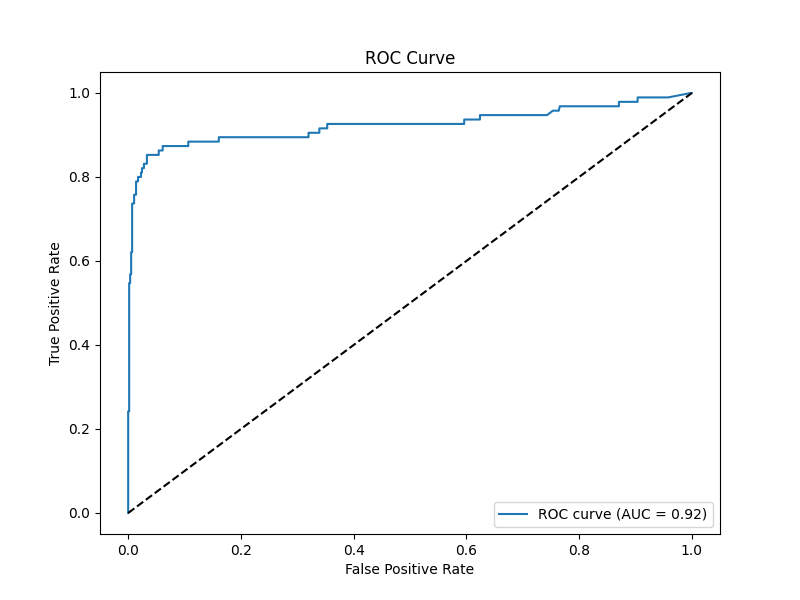 ROC Curve
1.0
0.8
0.6
0.4
0.2
0.0
True Positive Rate
0.0 0.2 0.4 0.6 0.8 1.0
False Positive Rate
ROC curve (AUC = 0.92)